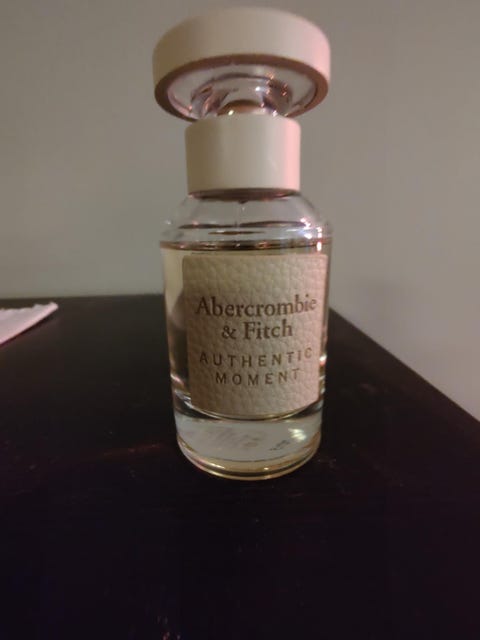 Abercrombie
& Fitch
AUTHENTIC
MOMENT